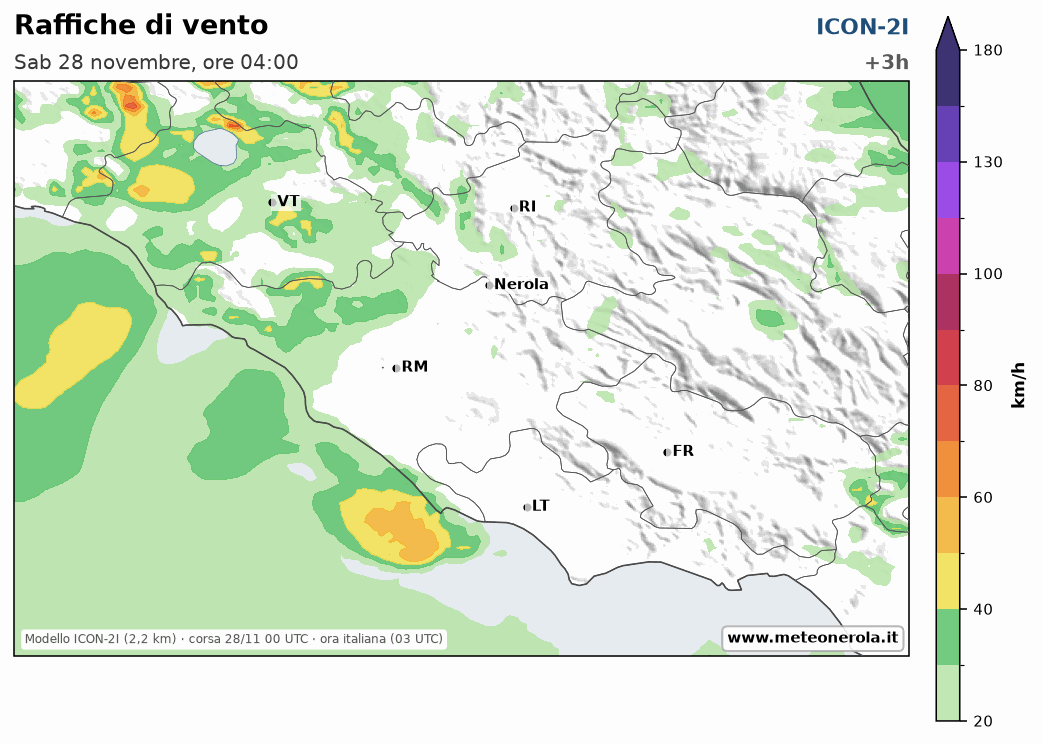 Raffiche di vento
ICON-2I
Sab 28 novembre, ore 04:00
+3h
180
130
100
80
60
40
20
km/h
VT
RI
Nerola
RM
FR
LT
Modello ICON-2I (2,2 km) · corsa 28/11 00 UTC · ora italiana (03 UTC)
www.meteonerola.it